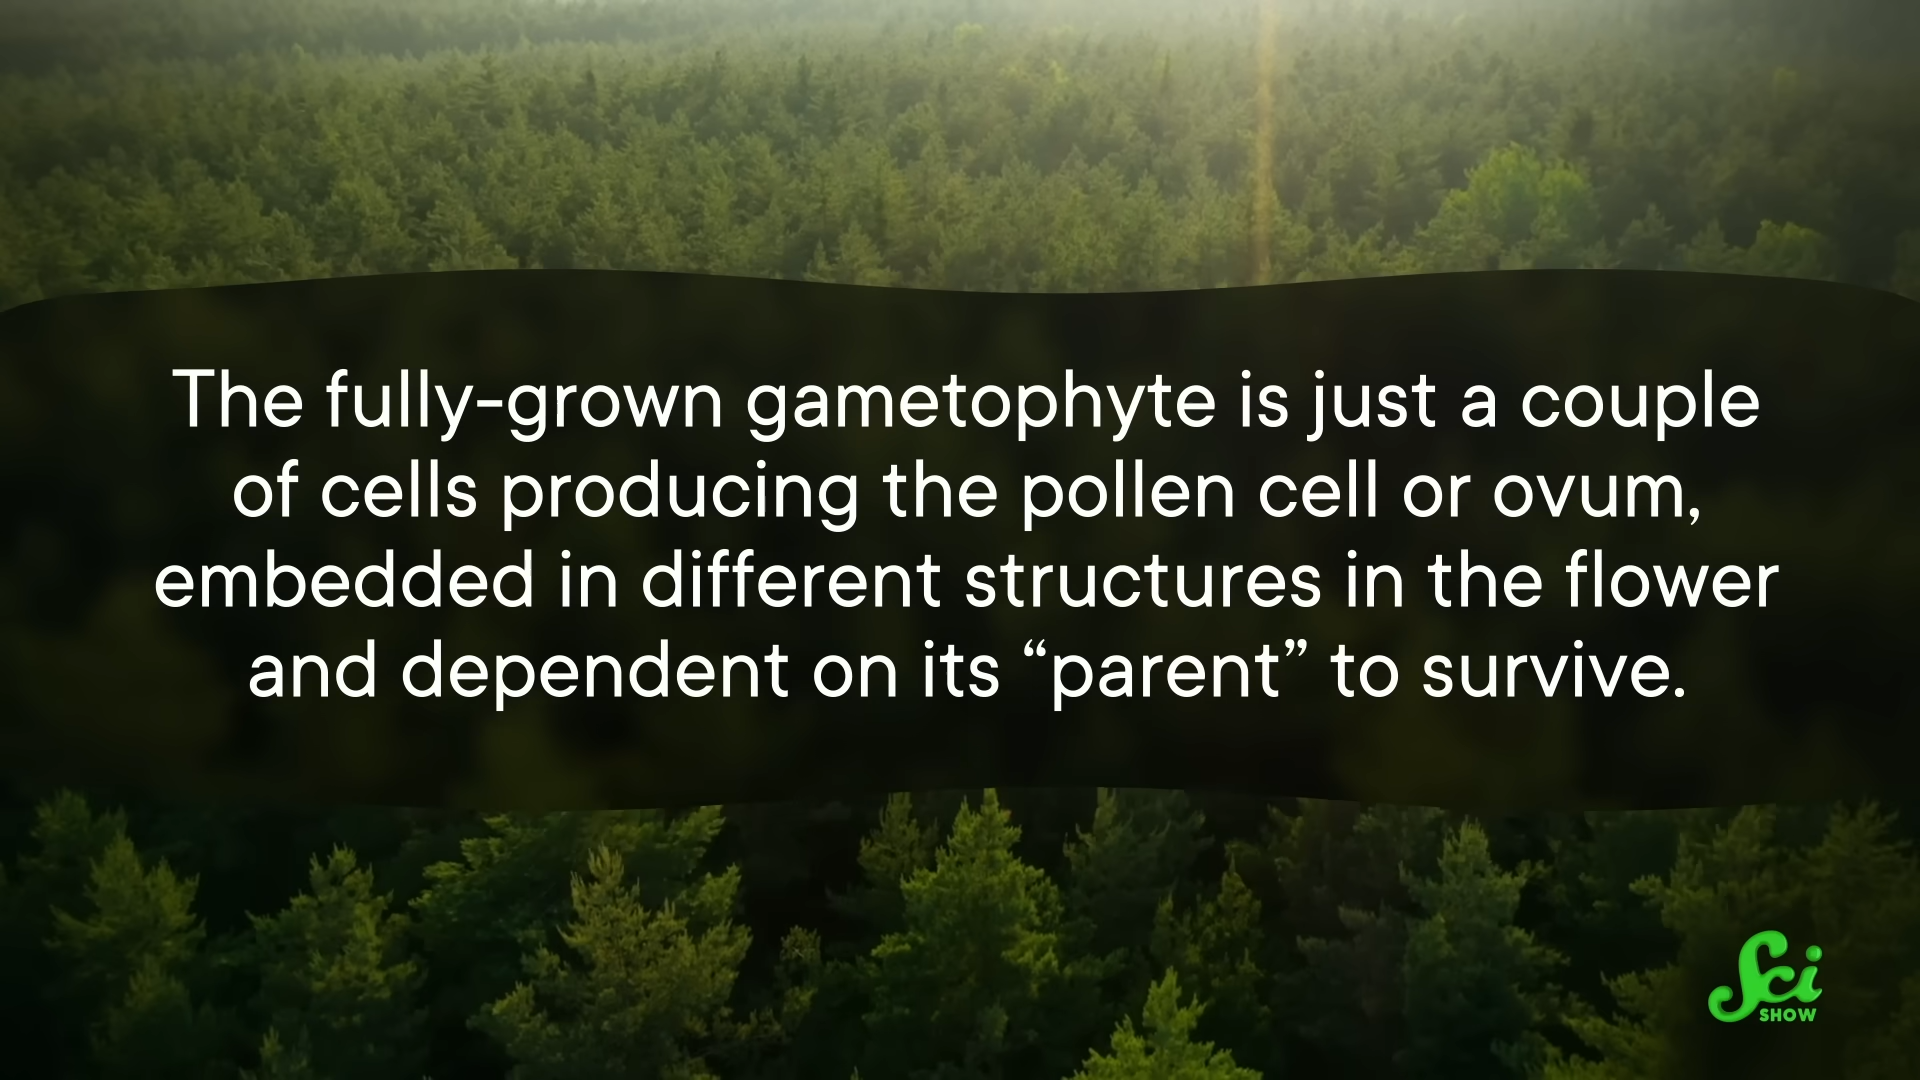 The fully-grown gametophyte is just a couple
of cells producing the pollen cell or ovum,
embedded in different structures in the flower
and dependent on its “parent” to survive.
Sci
SHOW